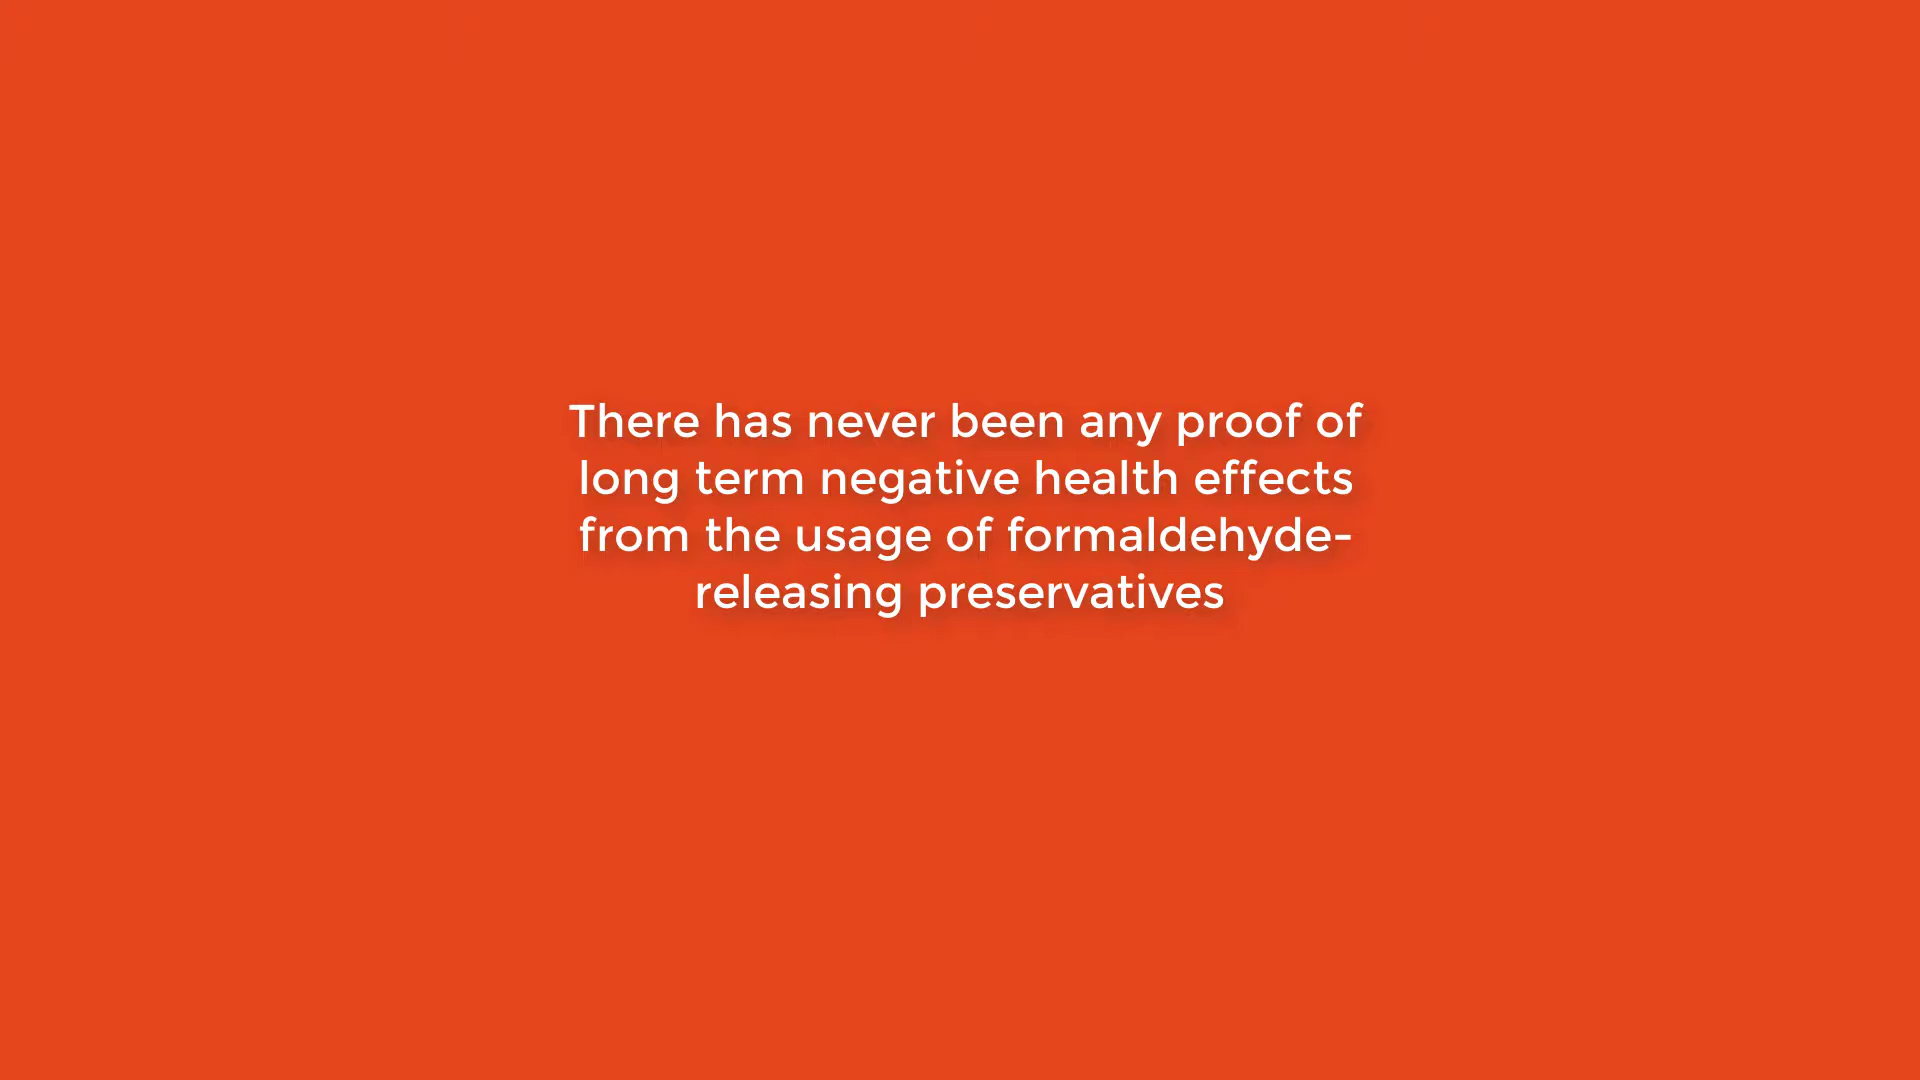 There has never been any proof of
long term negative health effects
from the usage of formaldehyde-
releasing preservatives